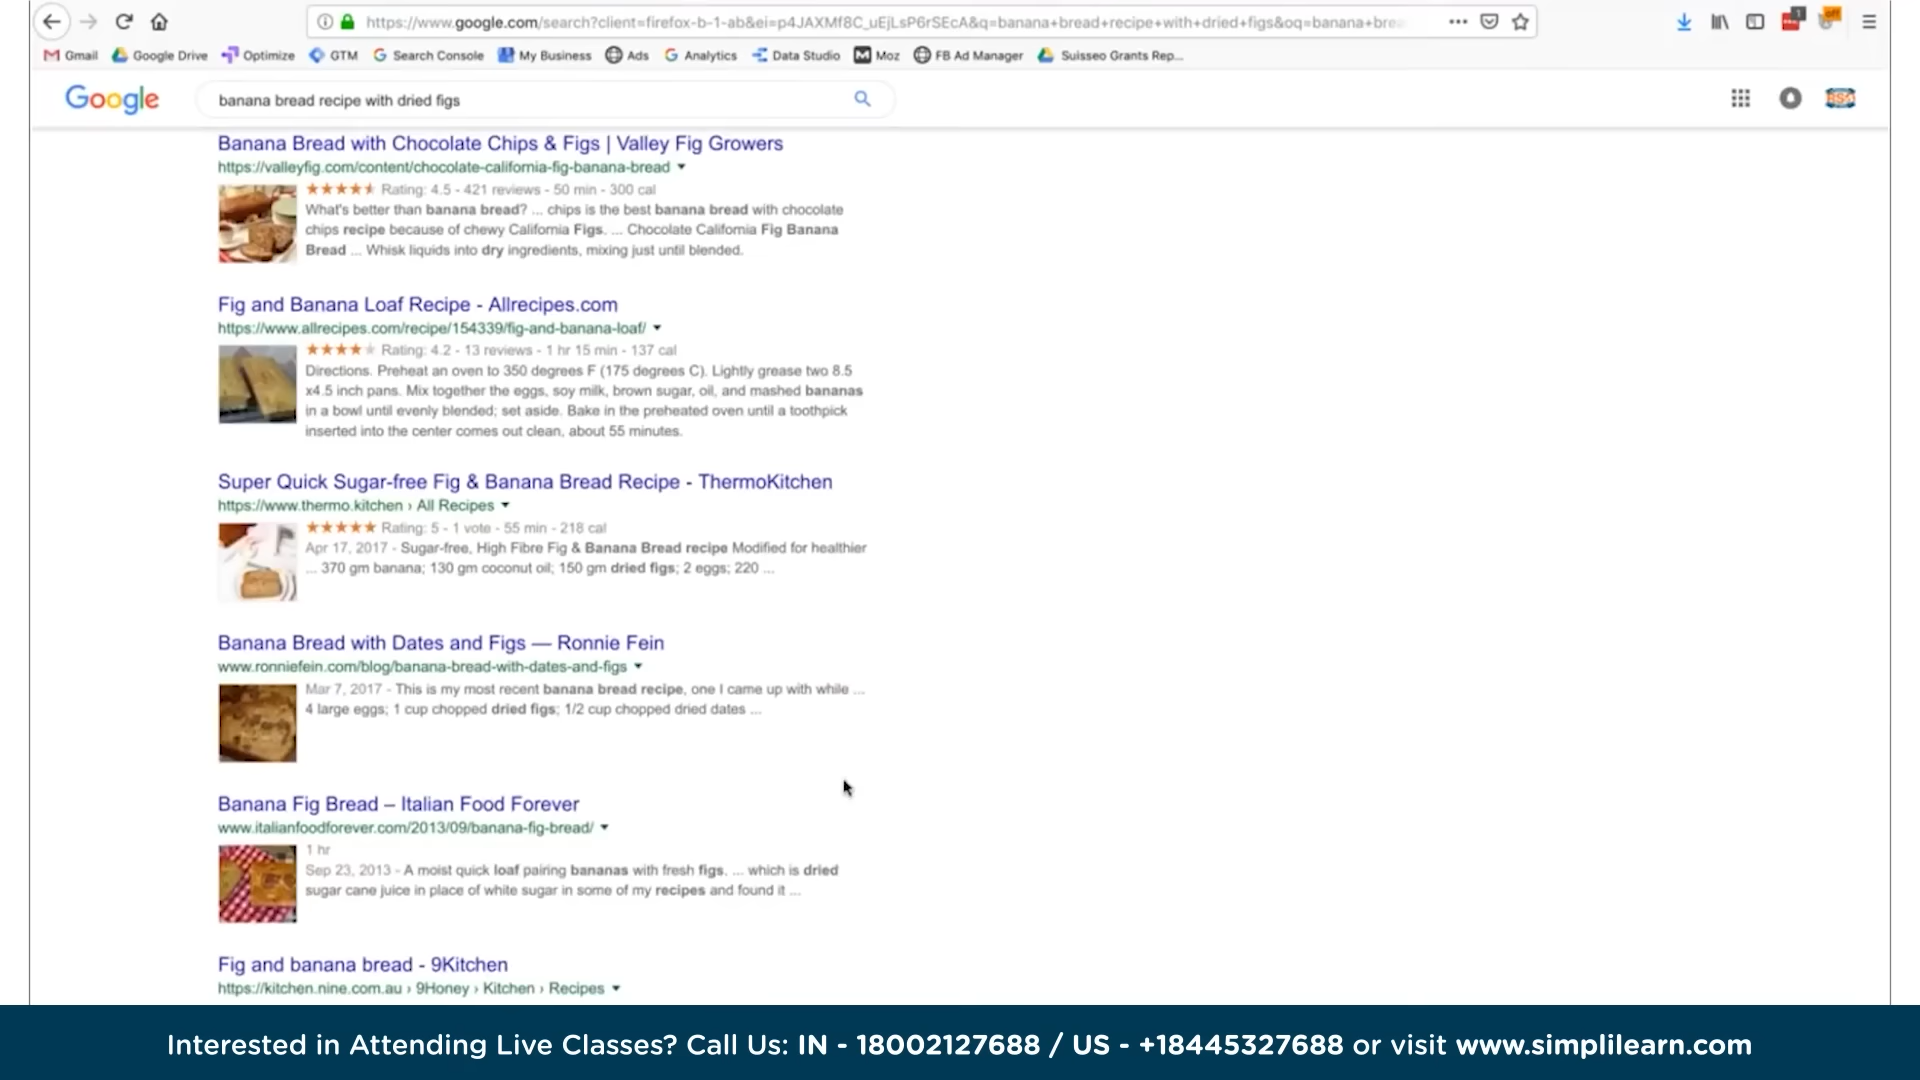 https://www.google.com/search?client=firefox-b-1-ab&ei=p4JAXMf8C_uEjLsP6rSEcA&q=banana+bread+recipe+with+dried+figs&oq=banana+brea
Gmail Google Drive Optimize GTM Search Console My Business Ads Analytics Data Studio Moz FB Ad Manager Suisseo Grants Rep...
Google banana bread recipe with dried figs
Banana Bread with Chocolate Chips & Figs | Valley Fig Growers
https://valleyfig.com/content/chocolate-california-fig-banana-bread
Rating: 4.5 - 421 reviews - 50 min - 300 cal
What's better than banana bread? ... chips is the best banana bread with chocolate
chips recipe because of chewy California Figs. ... Chocolate California Fig Banana
Bread ... Whisk liquids into dry ingredients, mixing just until blended.
Fig and Banana Loaf Recipe - Allrecipes.com
https://www.allrecipes.com/recipe/154339/fig-and-banana-loaf/
Rating: 4.2 - 13 reviews - 1 hr 15 min - 137 cal
Directions. Preheat an oven to 350 degrees F (175 degrees C). Lightly grease two 8.5
x4.5 inch pans. Mix together the eggs, soy milk, brown sugar, oil, and mashed bananas
in a bowl until evenly blended; set aside. Bake in the preheated oven until a toothpick
inserted into the center comes out clean, about 55 minutes.
Super Quick Sugar-free Fig & Banana Bread Recipe - ThermoKitchen
https://www.thermo.kitchen › All Recipes
Rating: 5 - 1 vote - 55 min - 218 cal
Apr 17, 2017 - Sugar-free, High Fibre Fig & Banana Bread recipe Modified for healthier
... 370 gm banana; 130 gm coconut oil; 150 gm dried figs; 2 eggs; 220 ...
Banana Bread with Dates and Figs — Ronnie Fein
www.ronniefein.com/blog/banana-bread-with-dates-and-figs
Mar 7, 2017 - This is my most recent banana bread recipe, one I came up with while ...
4 large eggs; 1 cup chopped dried figs; 1/2 cup chopped dried dates ...
Banana Fig Bread – Italian Food Forever
www.italianfoodforever.com/2013/09/banana-fig-bread/
1 hr
Sep 23, 2013 - A moist quick loaf pairing bananas with fresh figs. ... which is dried
sugar cane juice in place of white sugar in some of my recipes and found it ...
Fig and banana bread - 9Kitchen
https://kitchen.nine.com.au › 9Honey › Kitchen › Recipes
Interested in Attending Live Classes? Call Us: IN - 18002127688 / US - +18445327688 or visit www.simplilearn.com